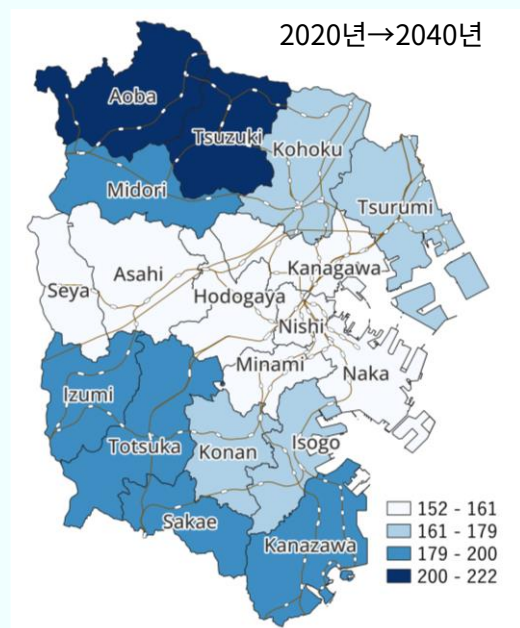 2020년→2040년
Aoba
Tsuzuki
Kohoku
Midori
Tsurumi
Kanagawa
Asahi
Seya
Hodogaya
Nishi
Minami
Naka
Izumi
Totsuka
Konan
Isogo
Sakae
Kanazawa
152 - 161
161 - 179
179 - 200
200 - 222